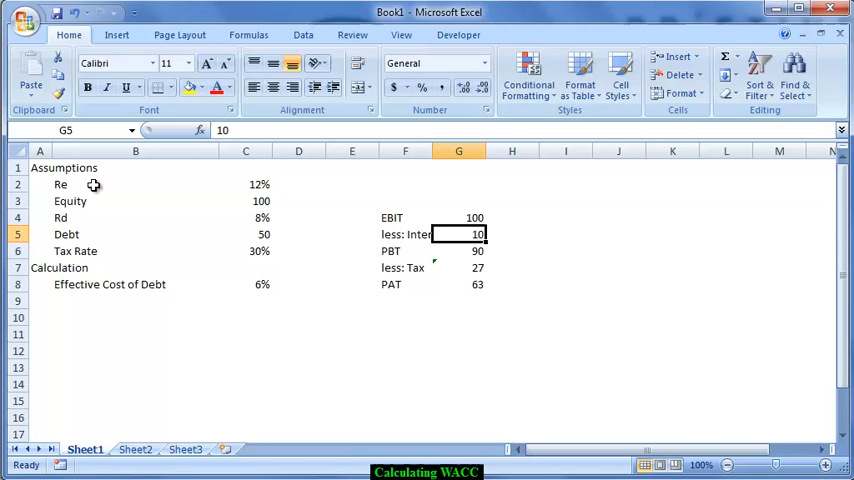 Book1 - Microsoft Excel
Home Insert Page Layout Formulas Data Review View Developer
Paste Calibri 11 General Conditional Formatting Format as Table Cell Styles Insert Delete Format Sort & Filter Find & Select
Clipboard Font Alignment Number Styles Cells Editing
G5 fx 10
A B C D E F G H I J K L M N
1 Assumptions
2 Re 12%
3 Equity 100
4 Rd 8% EBIT 100
5 Debt 50 less: Inter 10
6 Tax Rate 30% PBT 90
7 Calculation less: Tax 27
8 Effective Cost of Debt 6% PAT 63
9
10
11
12
13
14
15
16
17
Sheet1 Sheet2 Sheet3
Ready 100%
Calculating WACC